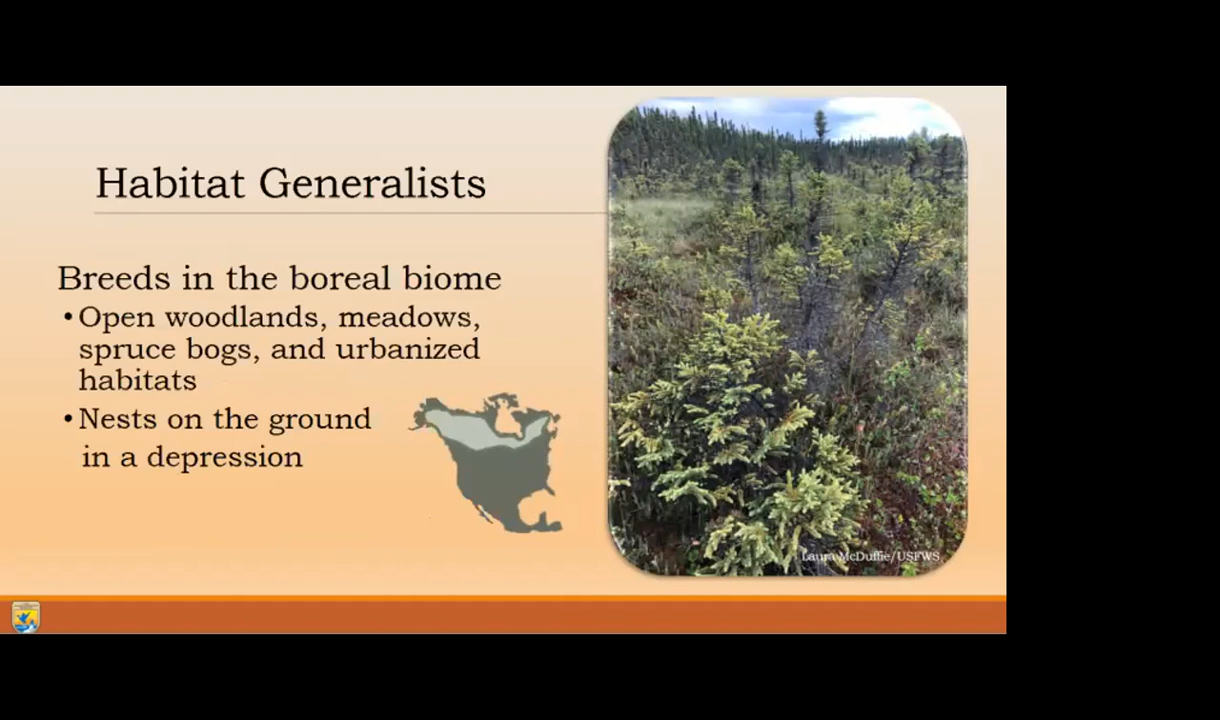 Habitat Generalists
Breeds in the boreal biome
•Open woodlands, meadows,
spruce bogs, and urbanized
habitats
•Nests on the ground
in a depression
Laura McDuffie/USFWS